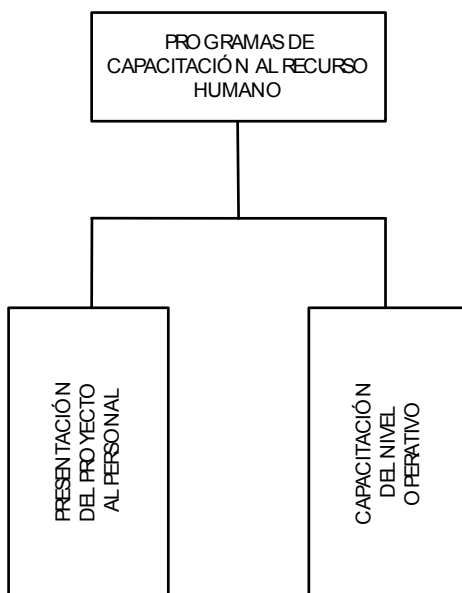 PROGRAMAS DE
CAPACITACIÓN AL RECURSO
HUMANO
PRESENTACIÓN
DEL PROYECTO
AL PERSONAL
CAPACITACIÓN
DEL NIVEL
OPERATIVO